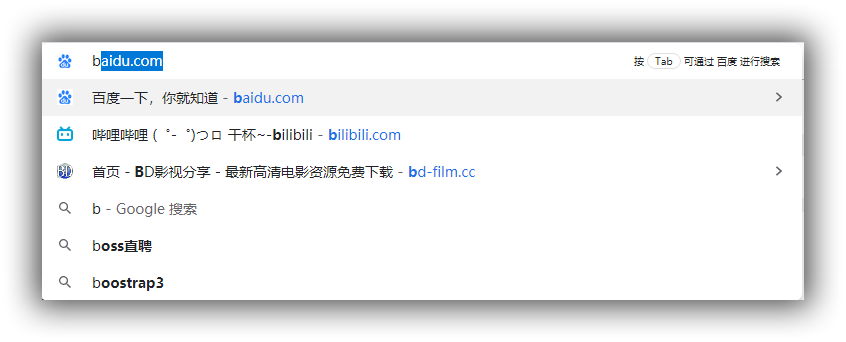 baidu.com 按 Tab 可通过 百度 进行搜索
百度一下，你就知道 - baidu.com
哔哩哔哩 ( ゜- ゜)つロ 干杯~-bilibili - bilibili.com
首页 - BD影视分享 - 最新高清电影资源免费下载 - bd-film.cc
b - Google 搜索
boss直聘
boostrap3